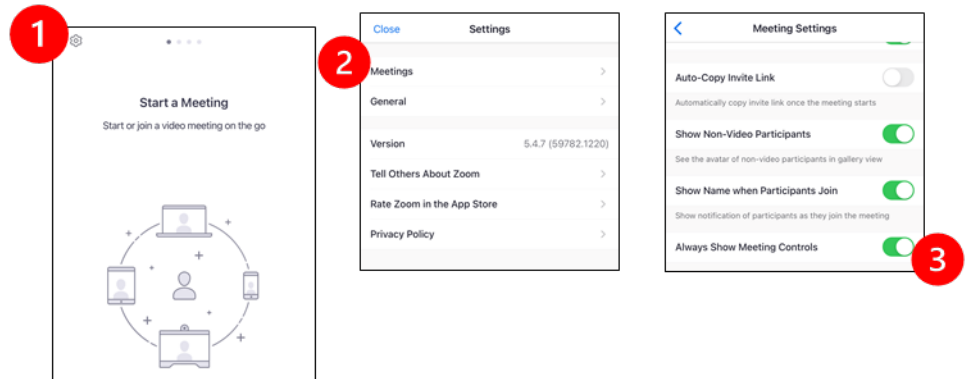 1
Start a Meeting
Start or join a video meeting on the go
2
Close Settings
Meetings
General
Version 5.4.7 (59782.1220)
Tell Others About Zoom
Rate Zoom in the App Store
Privacy Policy
Meeting Settings
Auto-Copy Invite Link
Automatically copy invite link once the meeting starts
Show Non-Video Participants
See the avatar of non-video participants in gallery view
Show Name when Participants Join
Show notification of participants as they join the meeting
Always Show Meeting Controls
3